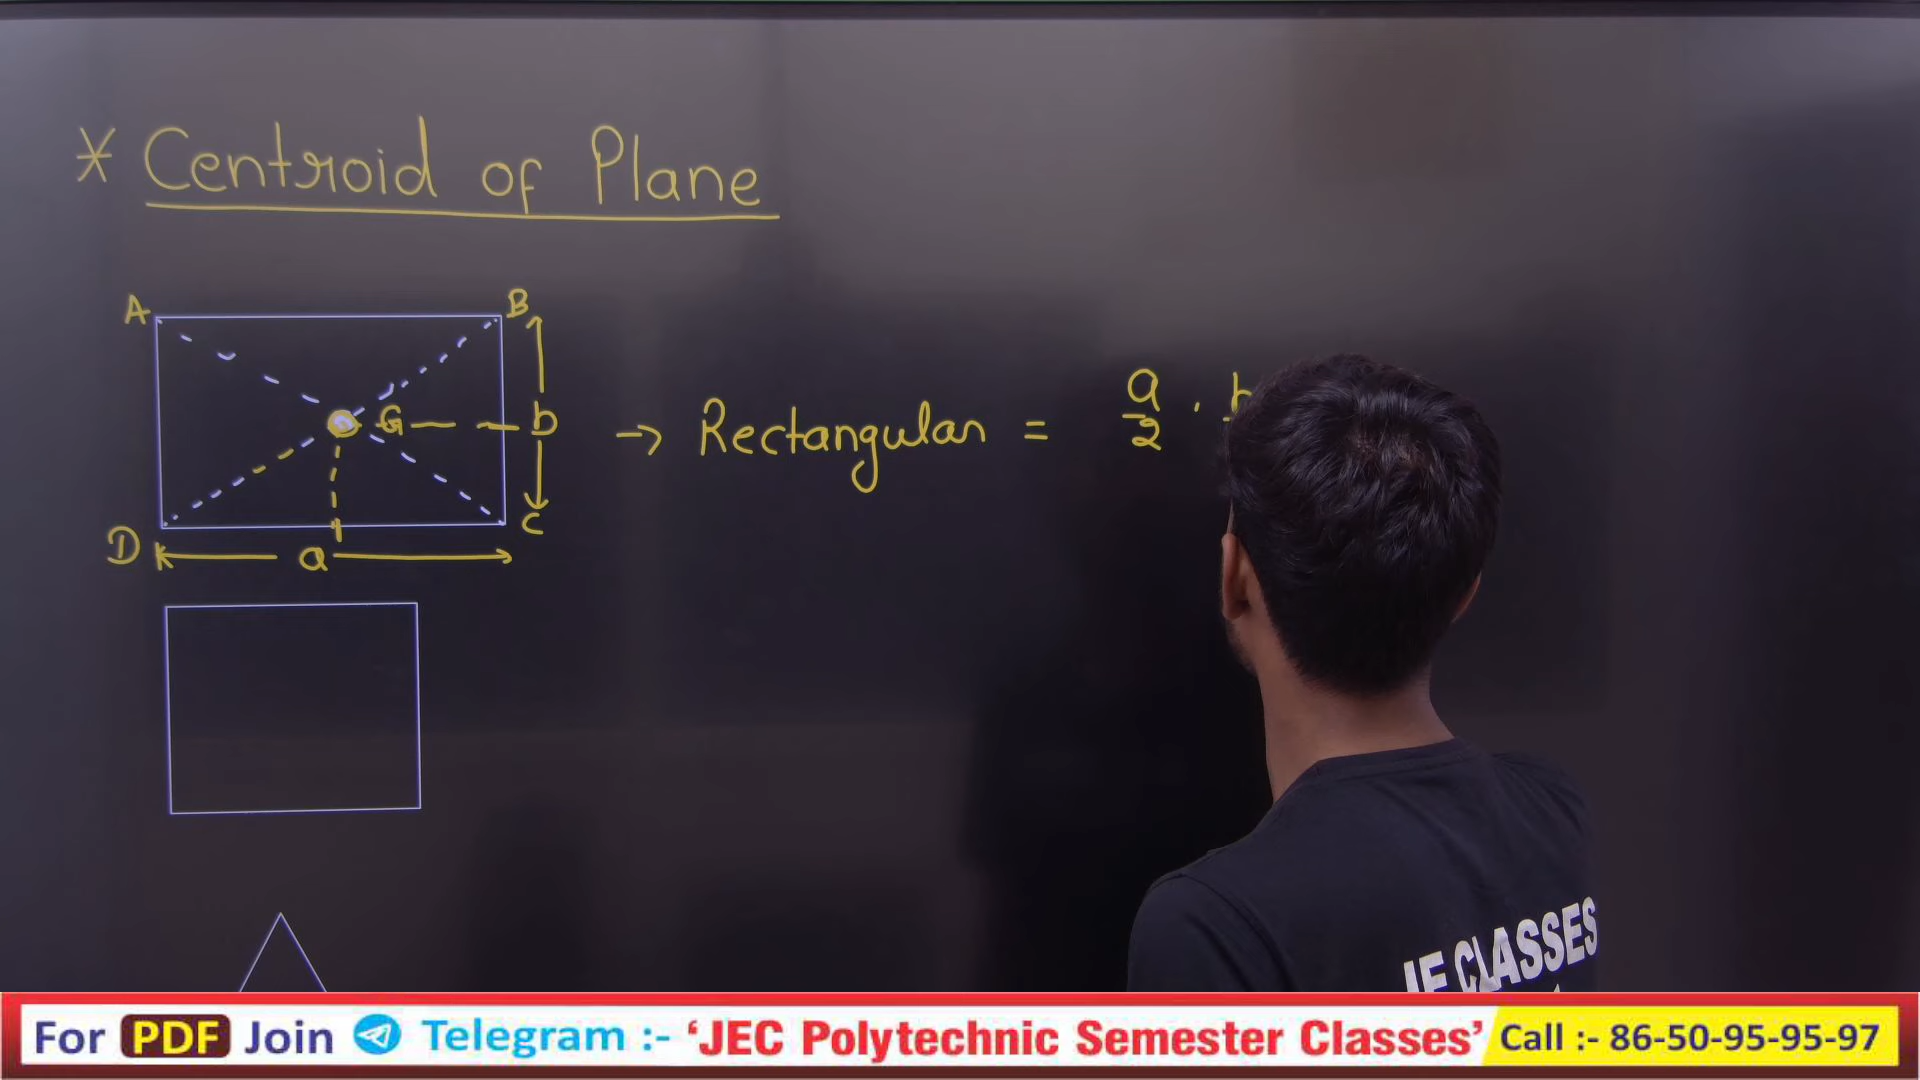 * Centroid of Plane
A
B
G
b
D
a
C
→ Rectangular = a/2 .
JE CLASSES
For PDF Join Telegram :- ‘JEC Polytechnic Semester Classes’
Call :- 86-50-95-95-97